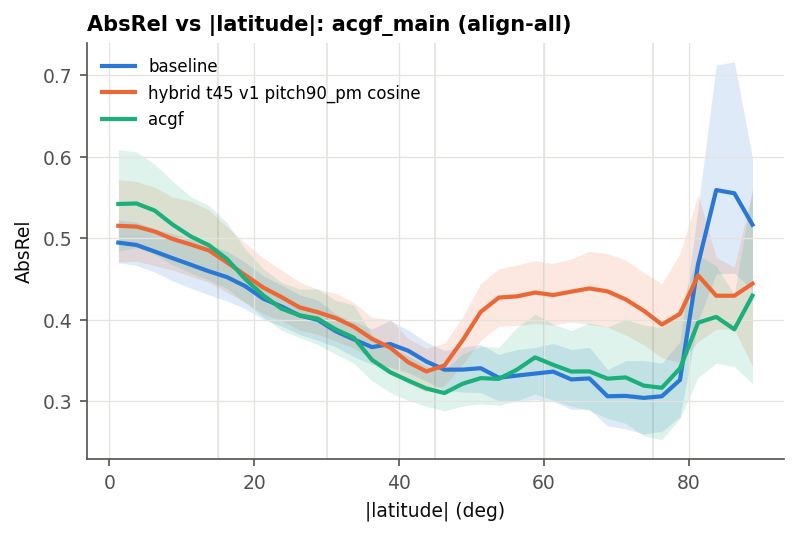 AbsRel vs |latitude|: acgf_main (align-all)
baseline
hybrid t45 v1 pitch90_pm cosine
acgf
AbsRel
0.7
0.6
0.5
0.4
0.3
0
20
40
60
80
|latitude| (deg)